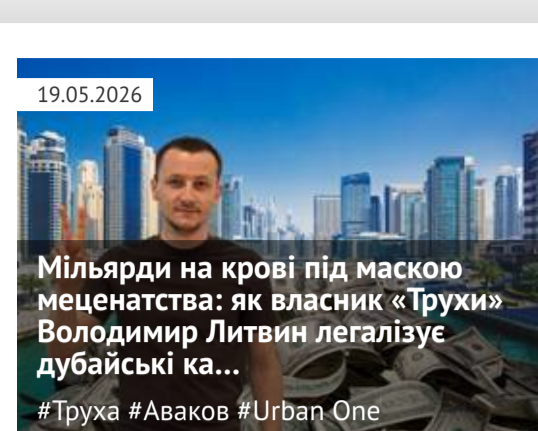 19.05.2026
Мільярди на крові під маскою
меценатства: як власник «Трухи»
Володимир Литвин легалізує
дубайські ка...
#Труха #Аваков #Urban One